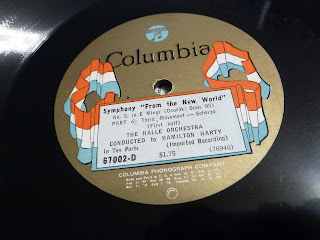 Columbia
Symphony "From the New World"
No. 5, in E Minor (Dvorák) Opus 95)
PART 6: Third Movement — Scherzo
(First half)
THE HALLE ORCHESTRA
CONDUCTED by HAMILTON HARTY
In Ten Parts (Imported Recording)
67002-D $1.75 (76946)
COLUMBIA PHONOGRAPH COMPANY